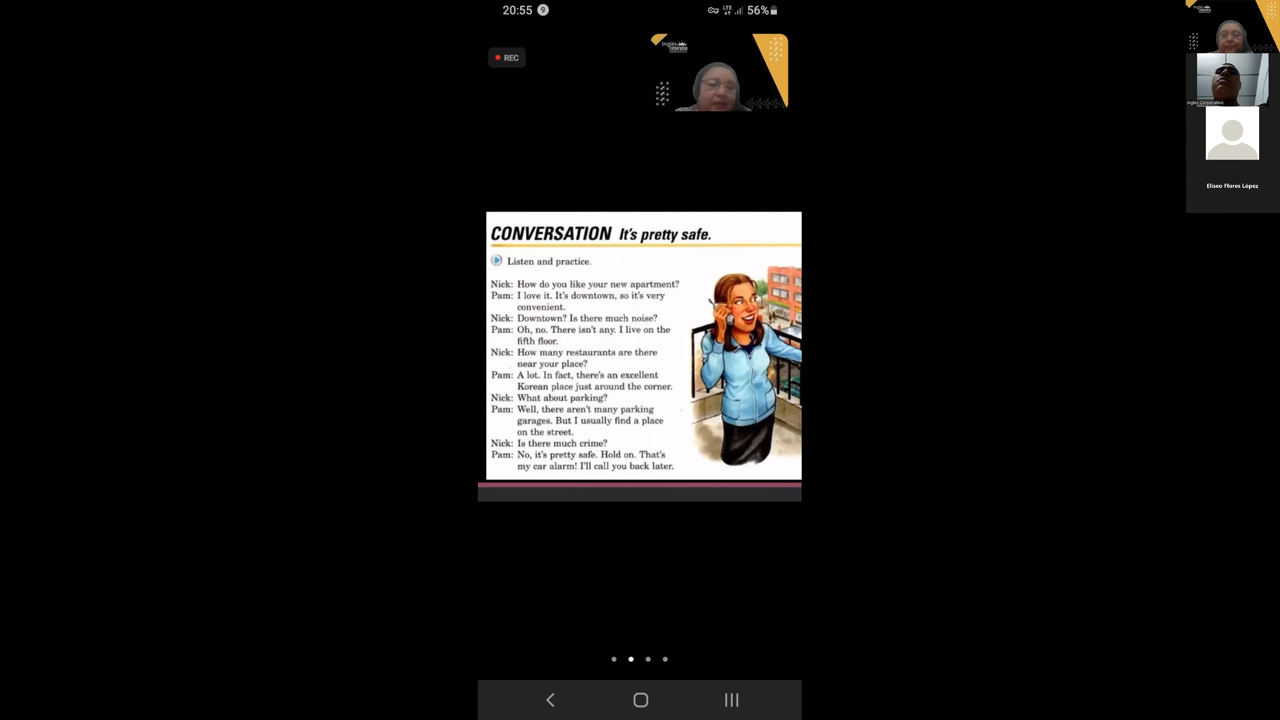 20:55
9
LTE
56%
REC
Inglés
CONVERSATION It's pretty safe.
Listen and practice.
Nick: How do you like your new apartment?
Pam: I love it. It's downtown, so it's very
convenient.
Nick: Downtown? Is there much noise?
Pam: Oh, no. There isn't any. I live on the
fifth floor.
Nick: How many restaurants are there
near your place?
Pam: A lot. In fact, there's an excellent
Korean place just around the corner.
Nick: What about parking?
Pam: Well, there aren't many parking
garages. But I usually find a place
on the street.
Nick: Is there much crime?
Pam: No, it's pretty safe. Hold on. That's
my car alarm! I'll call you back later.
Eliseo Flores López